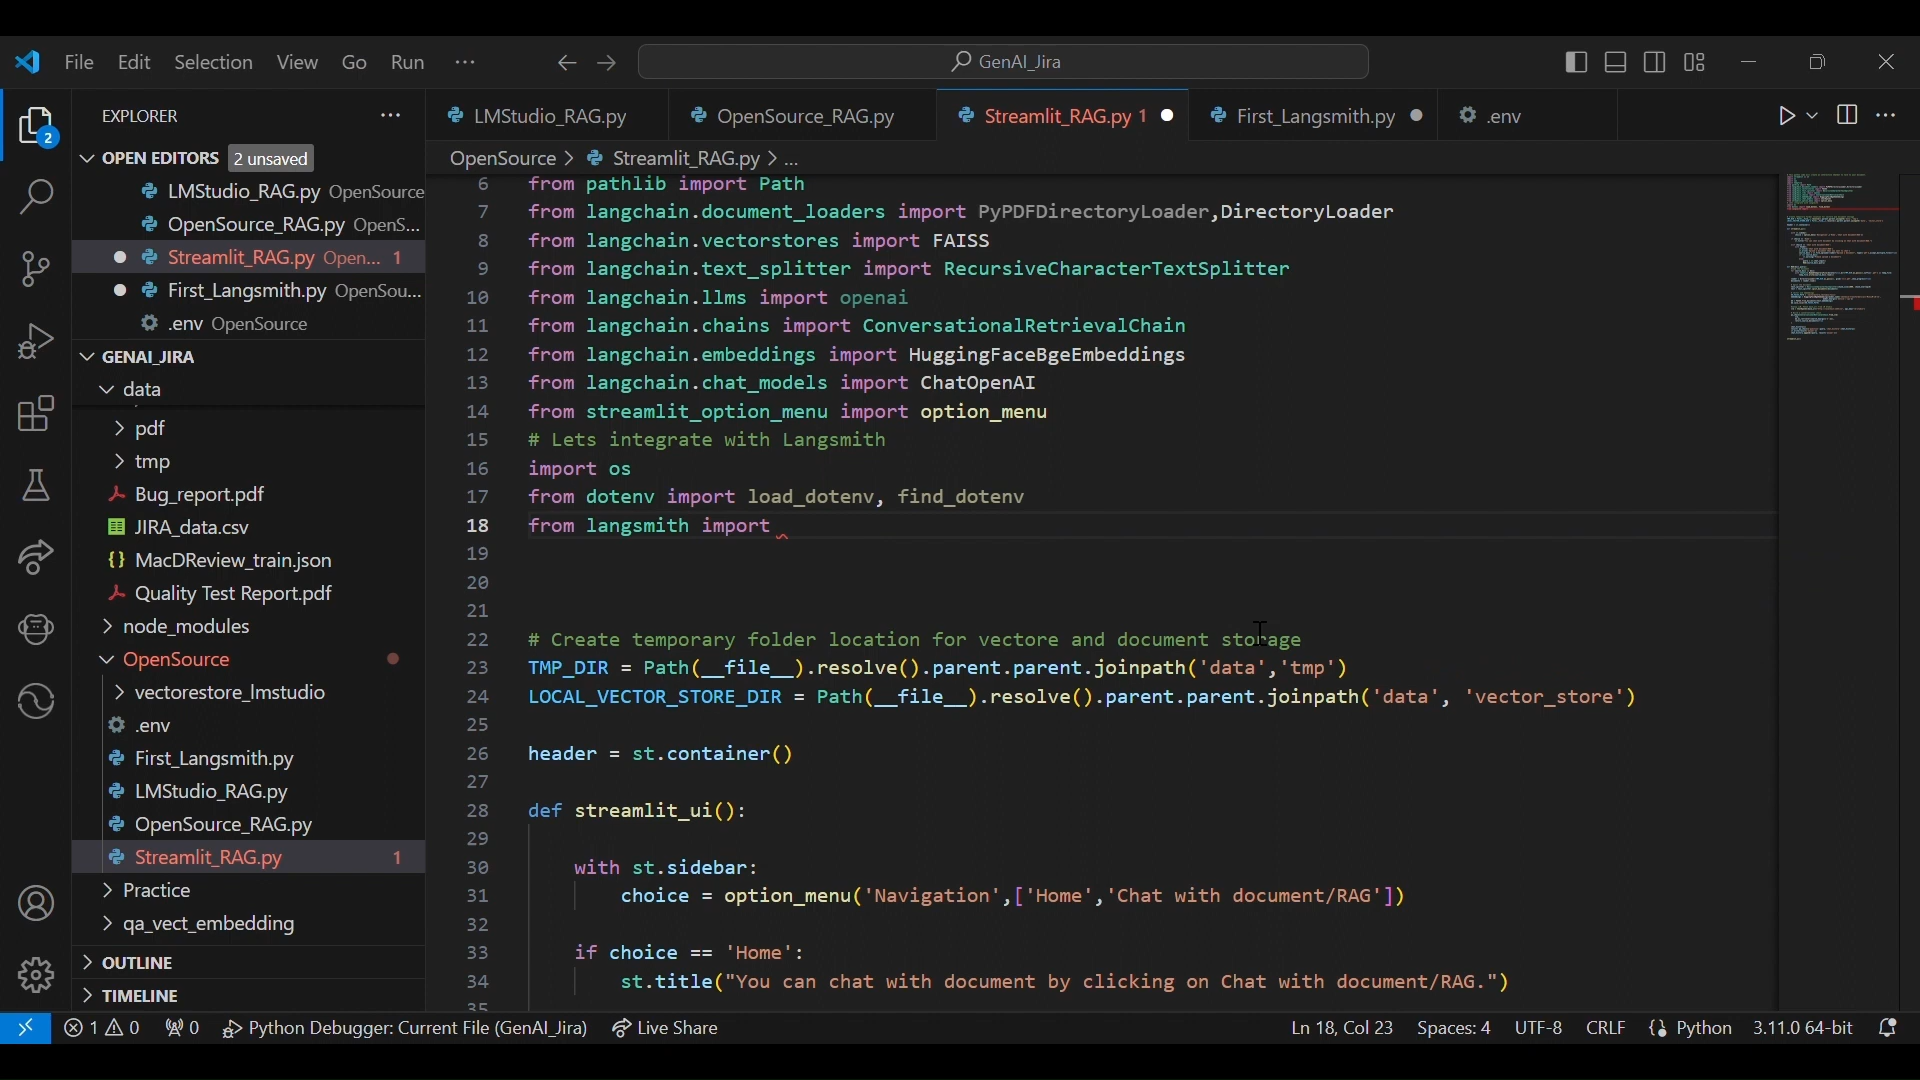 File Edit Selection View Go Run ...
GenAI_Jira
EXPLORER ...
LMStudio_RAG.py OpenSource_RAG.py Streamlit_RAG.py 1 First_Langsmith.py .env
OPEN EDITORS 2 unsaved
LMStudio_RAG.py OpenSource
OpenSource_RAG.py OpenS...
Streamlit_RAG.py Open... 1
First_Langsmith.py OpenSou...
.env OpenSource
GENAI_JIRA
data
pdf
tmp
Bug_report.pdf
JIRA_data.csv
MacDReview_train.json
Quality Test Report.pdf
node_modules
OpenSource
vectorestore_lmstudio
.env
First_Langsmith.py
LMStudio_RAG.py
OpenSource_RAG.py
Streamlit_RAG.py 1
Practice
qa_vect_embedding
OUTLINE
TIMELINE
OpenSource > Streamlit_RAG.py > ...
6 from pathlib import Path
7 from langchain.document_loaders import PyPDFDirectoryLoader,DirectoryLoader
8 from langchain.vectorstores import FAISS
9 from langchain.text_splitter import RecursiveCharacterTextSplitter
10 from langchain.llms import openai
11 from langchain.chains import ConversationalRetrievalChain
12 from langchain.embeddings import HuggingFaceBgeEmbeddings
13 from langchain.chat_models import ChatOpenAI
14 from streamlit_option_menu import option_menu
15 # Lets integrate with Langsmith
16 import os
17 from dotenv import load_dotenv, find_dotenv
18 from langsmith import
19
20
21
22 # Create temporary folder location for vectore and document storage
23 TMP_DIR = Path(__file__).resolve().parent.parent.joinpath('data','tmp')
24 LOCAL_VECTOR_STORE_DIR = Path(__file__).resolve().parent.parent.joinpath('data', 'vector_store')
25
26 header = st.container()
27
28 def streamlit_ui():
29
30 with st.sidebar:
31 choice = option_menu('Navigation',['Home','Chat with document/RAG'])
32
33 if choice == 'Home':
34 st.title("You can chat with document by clicking on Chat with document/RAG.")
35
2
1 0 0 Python Debugger: Current File (GenAI_Jira) Live Share Ln 18, Col 23 Spaces: 4 UTF-8 CRLF Python 3.11.0 64-bit